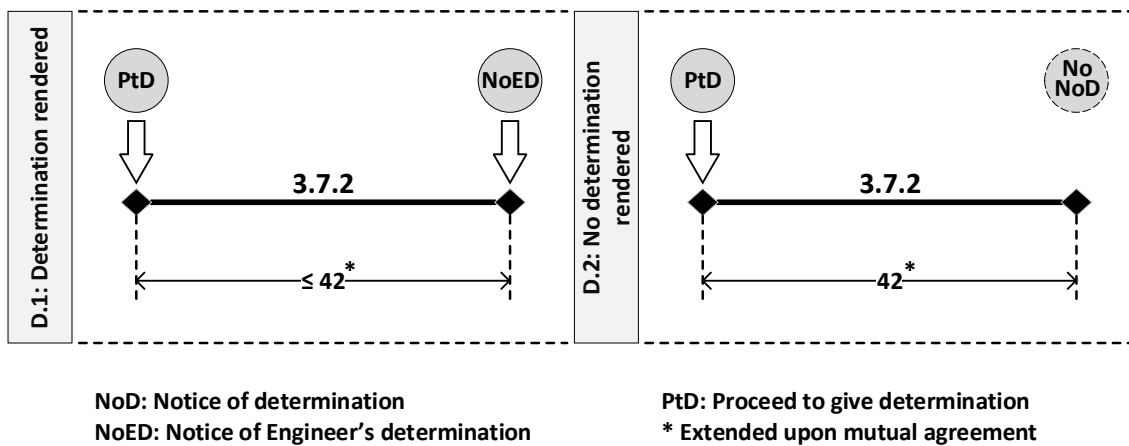 D.1: Determination rendered
PtD
NoED
3.7.2
≤ 42*
D.2: No determination
rendered
PtD
No
NoD
3.7.2
42*
NoD: Notice of determination
NoED: Notice of Engineer's determination
PtD: Proceed to give determination
* Extended upon mutual agreement